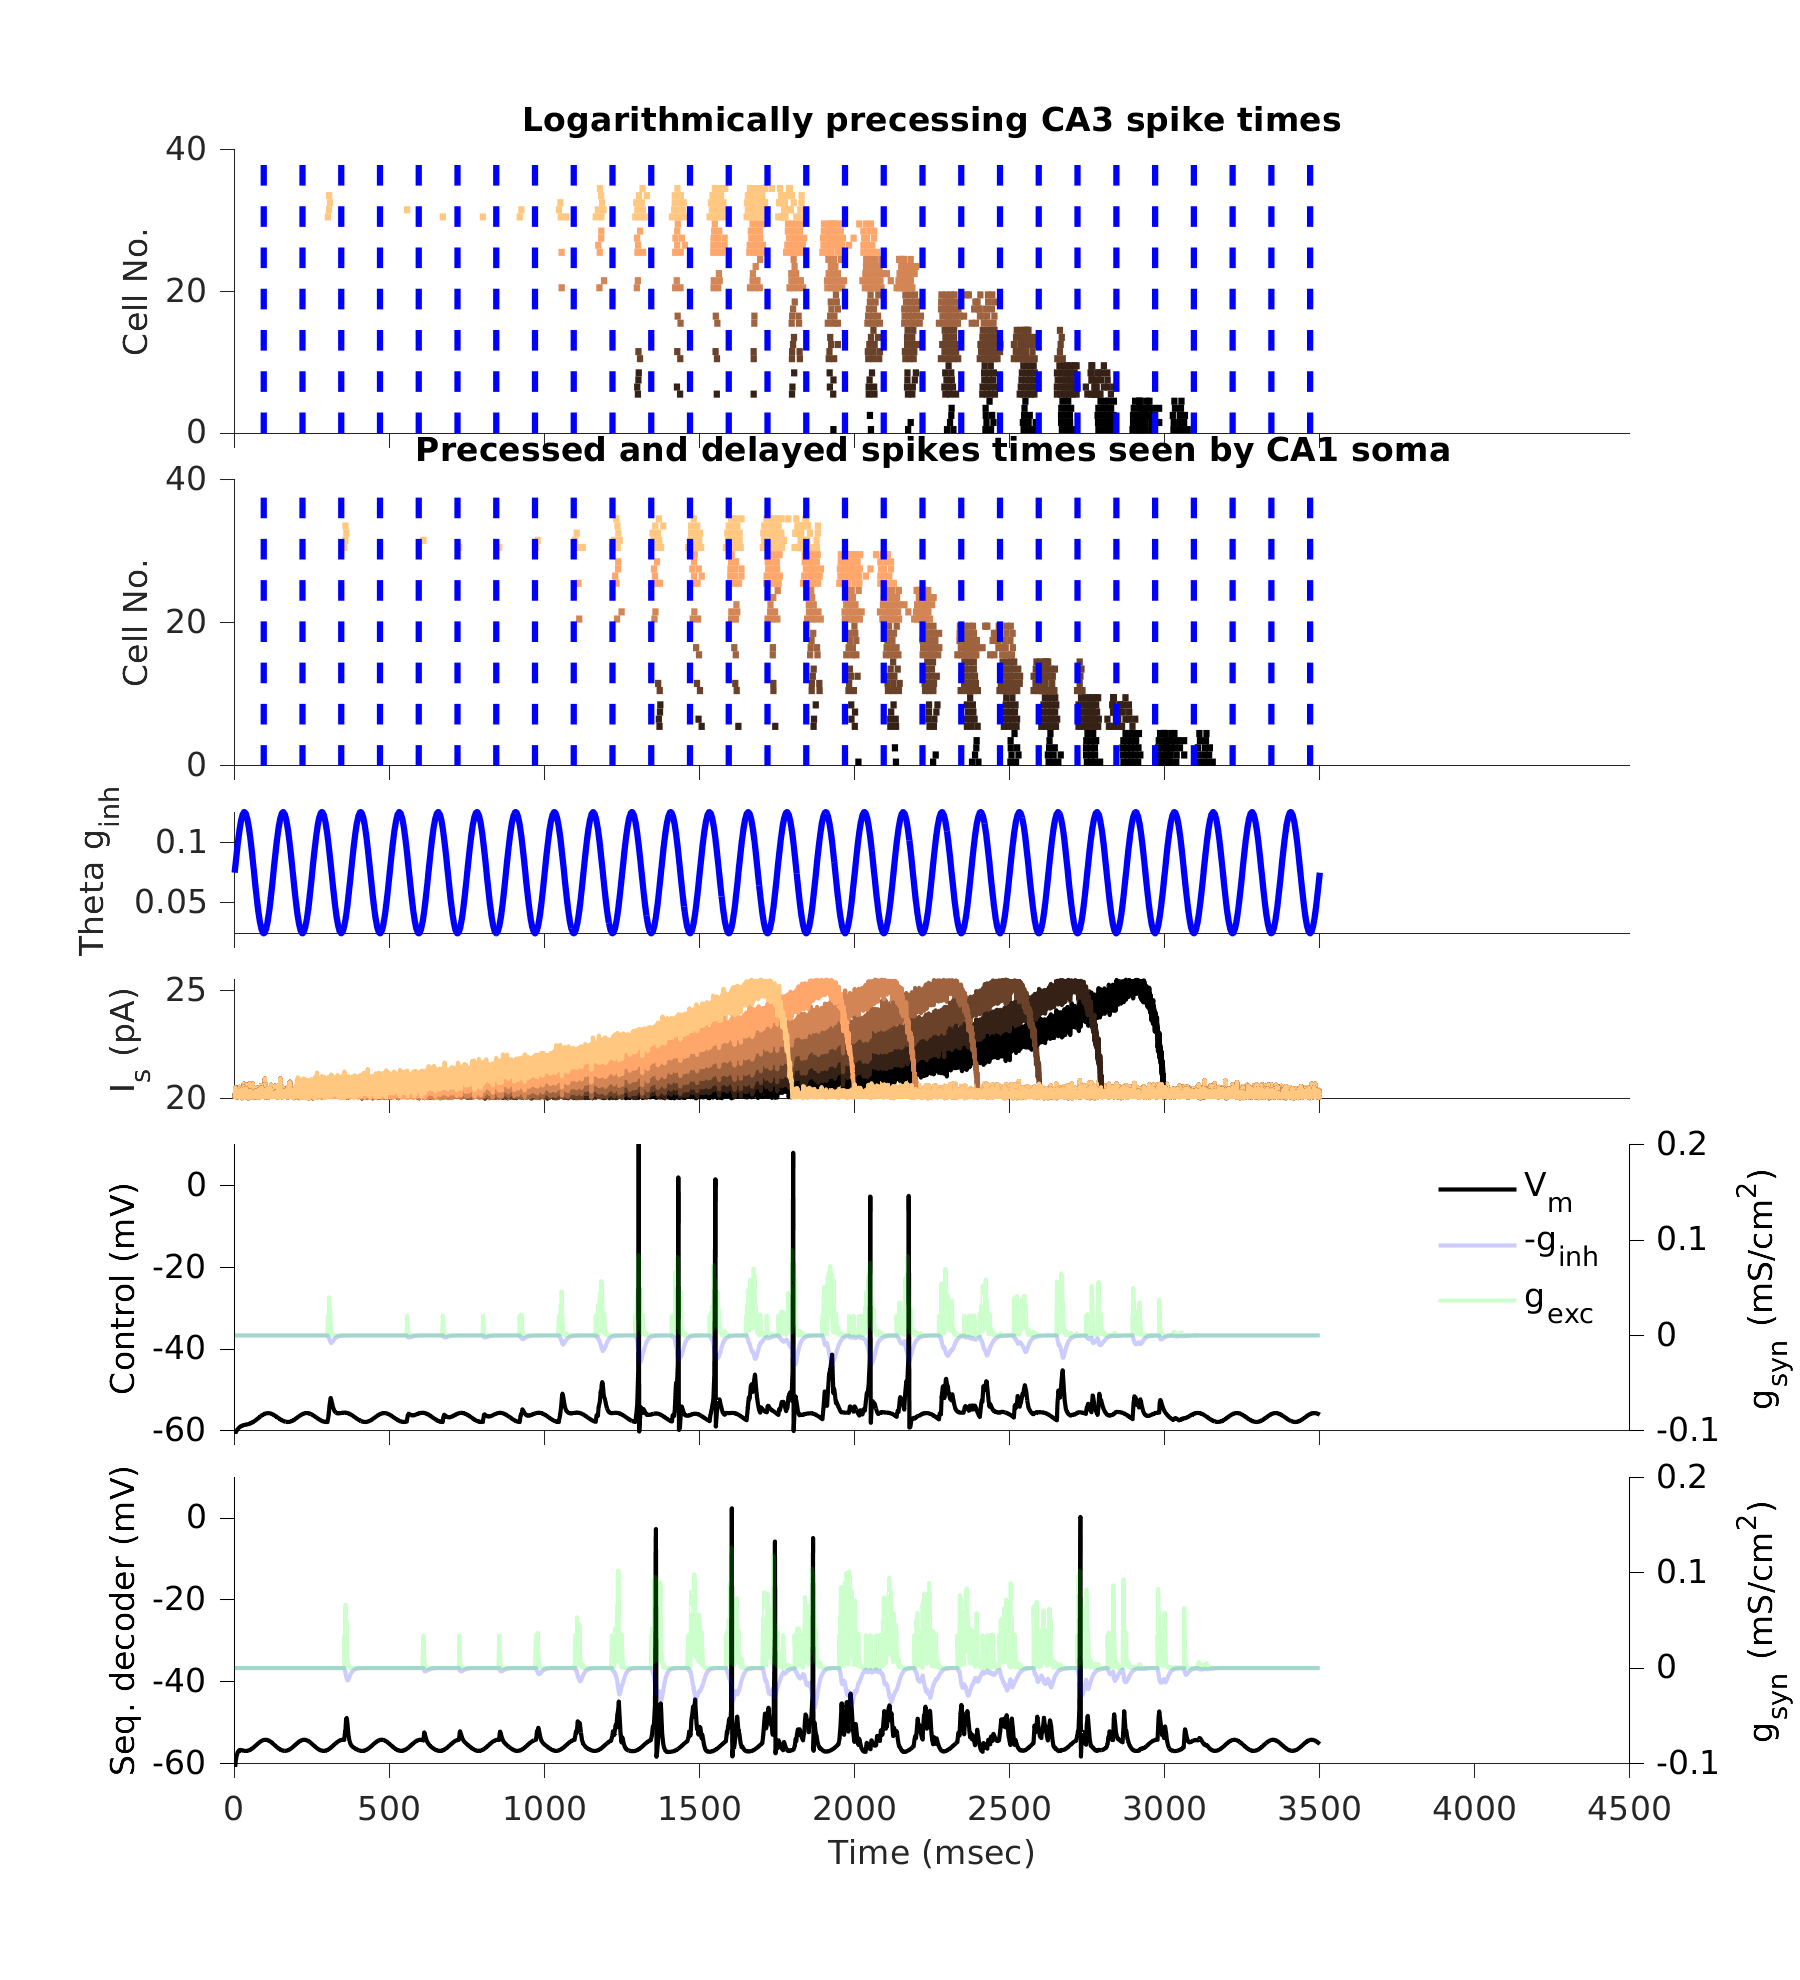 Logarithmically precessing CA3 spike times
40
20
0
Cell No.
Precessed and delayed spikes times seen by CA1 soma
40
20
0
Cell No.
0.1
0.05
Theta g_inh
25
20
I_s (pA)
0
-20
-40
-60
Control (mV)
V_m
-g_inh
g_exc
0.2
0.1
0
-0.1
g_syn (mS/cm^2)
0
-20
-40
-60
Seq. decoder (mV)
0.2
0.1
0
-0.1
g_syn (mS/cm^2)
0 500 1000 1500 2000 2500 3000 3500 4000 4500
Time (msec)